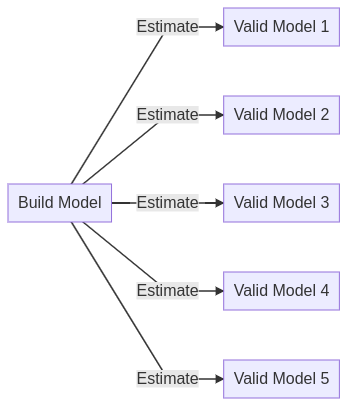 Estimate
Valid Model 1
Estimate
Valid Model 2
Build Model
Estimate
Valid Model 3
Estimate
Valid Model 4
Estimate
Valid Model 5